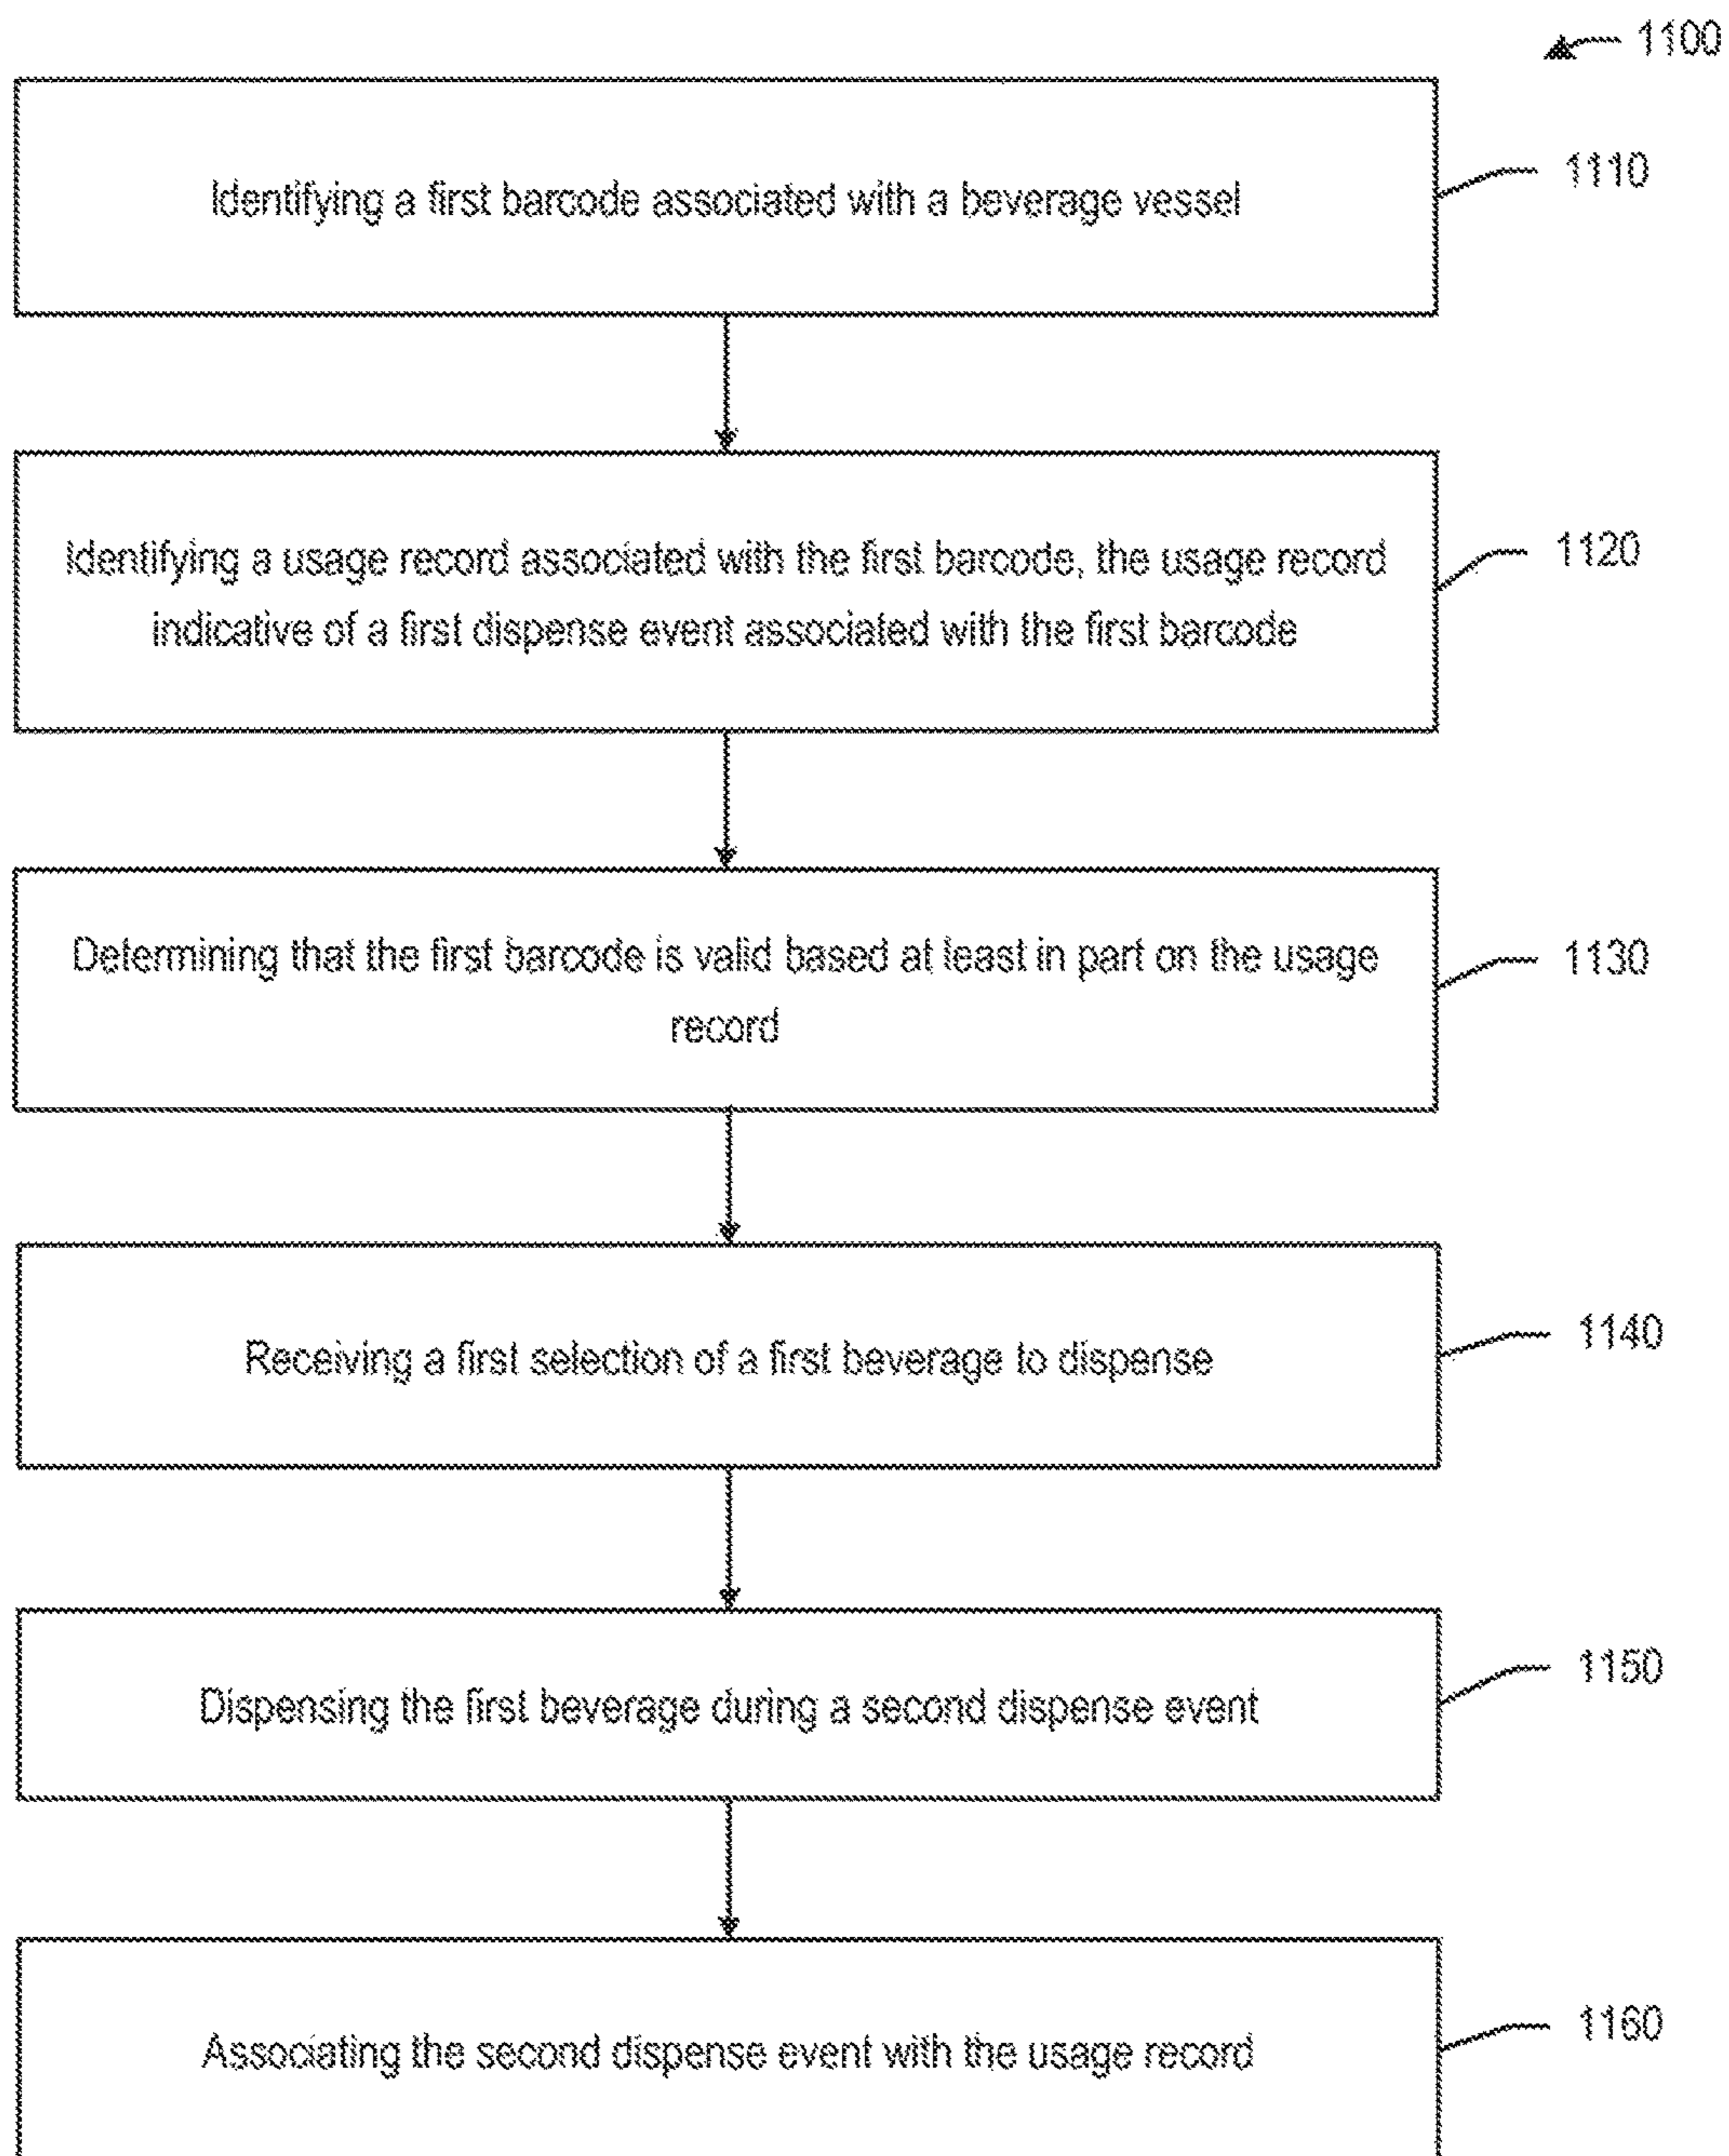 1100
Identifying a first barcode associated with a beverage vessel
1110
Identifying a usage record associated with the first barcode, the usage record
indicative of a first dispense event associated with the first barcode
1120
Determining that the first barcode is valid based at least in part on the usage
record
1130
Receiving a first selection of a first beverage to dispense
1140
Dispensing the first beverage during a second dispense event
1150
Associating the second dispense event with the usage record
1160